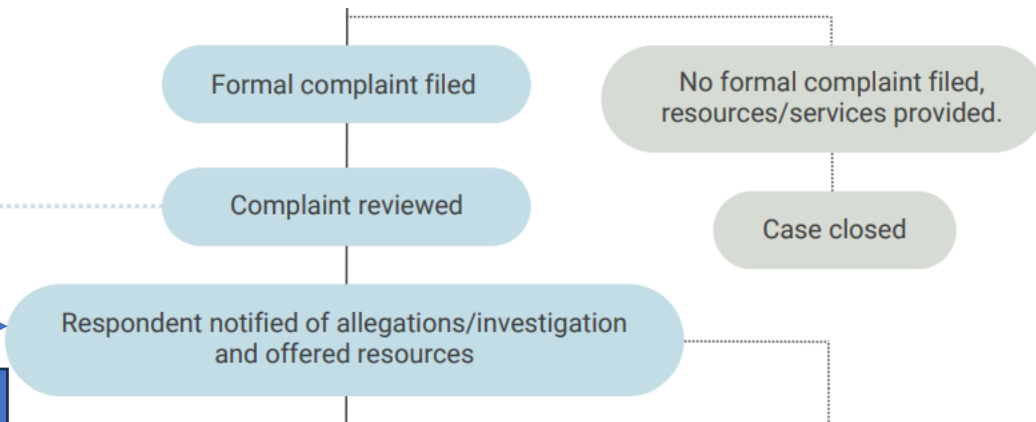 Formal complaint filed
No formal complaint filed,
resources/services provided.
Complaint reviewed
Case closed
Respondent notified of allegations/investigation
and offered resources